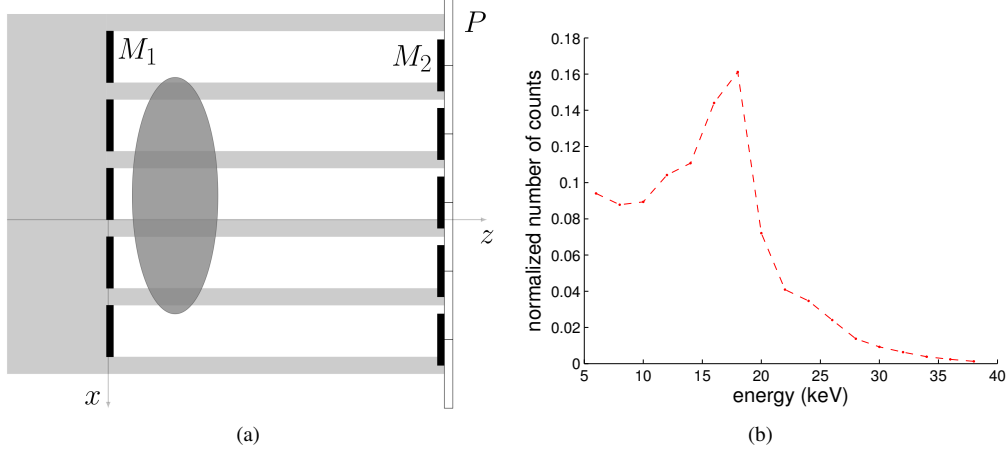 P
M₁
M₂
z
x
(a)
normalized number of counts
0.18
0.16
0.14
0.12
0.1
0.08
0.06
0.04
0.02
0
5 10 15 20 25 30 35 40
energy (keV)
(b)